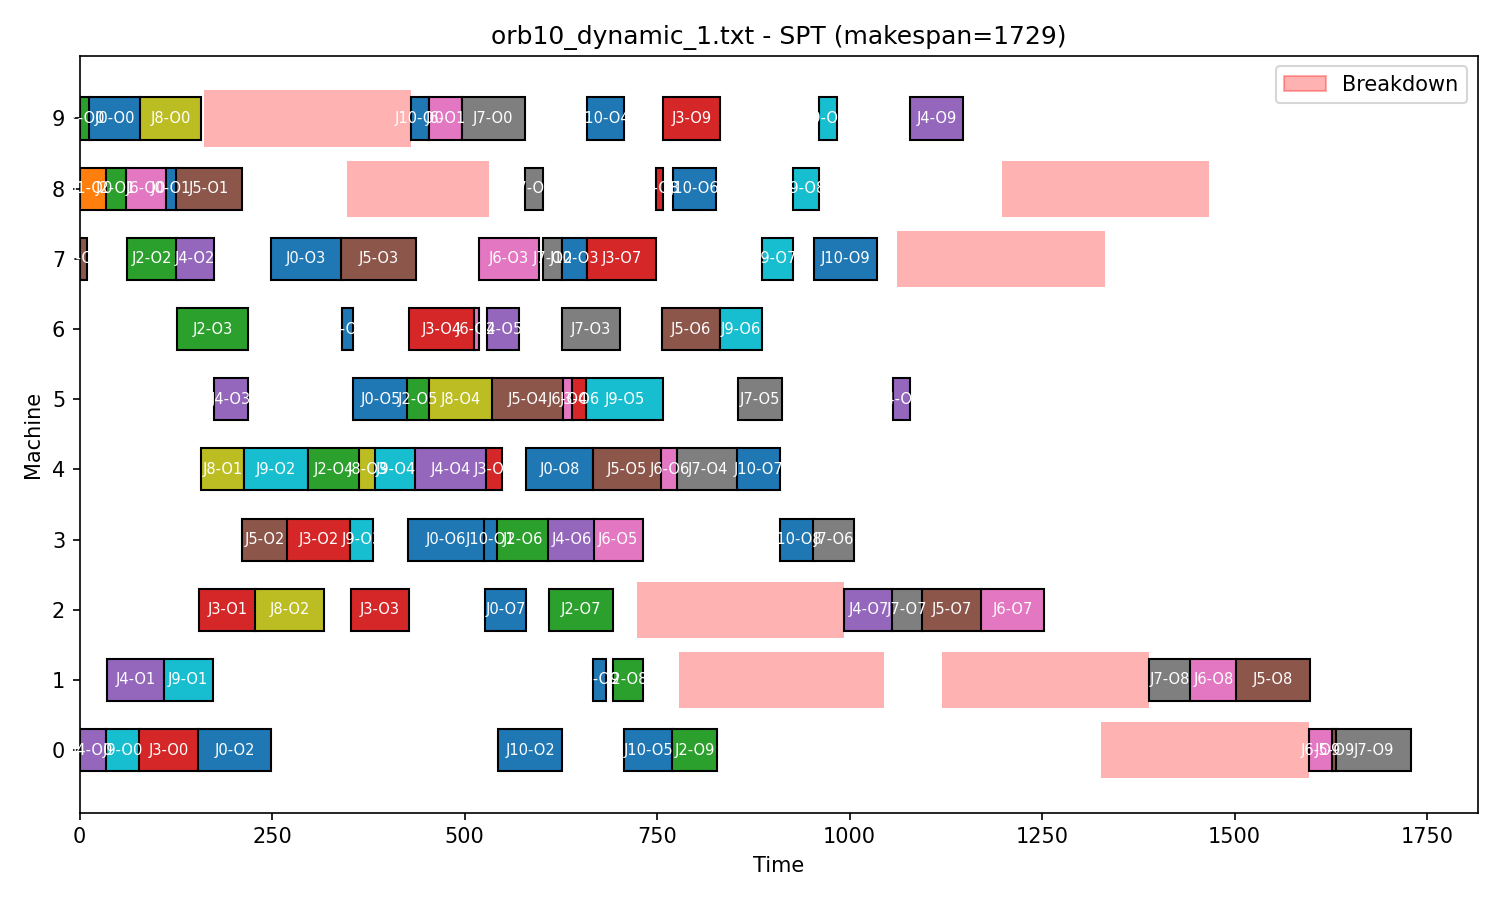 orb10_dynamic_1.txt - SPT (makespan=1729)
Breakdown
Machine
9
J8-O0 J7-O0 J3-O9 J4-O9
8
J5-O1
7
J2-O2 J4-O2 J0-O3 J5-O3 J6-O3 J3-O7 J10-O9
6
J2-O3 J3-O4 J7-O3 J5-O6 J9-O6
5
J4-O3 J0-O5 J2-O5 J8-O4 J5-O4 J9-O5 J7-O5
4
J8-O1 J9-O2 J2-O4 J9-O4 J4-O4 J0-O8 J5-O5 J6-O6 J7-O4 J10-O7
3
J5-O2 J3-O2 J0-O6 J2-O6 J4-O6 J6-O5 J7-O6
2
J3-O1 J8-O2 J3-O3 J0-O7 J2-O7 J4-O7 J7-O7 J5-O7 J6-O7
1
J4-O1 J9-O1 J7-O8 J6-O8 J5-O8
0
J9-O0 J3-O0 J0-O2 J10-O2 J10-O5 J2-O9 J7-O9
0 250 500 750 1000 1250 1500 1750
Time